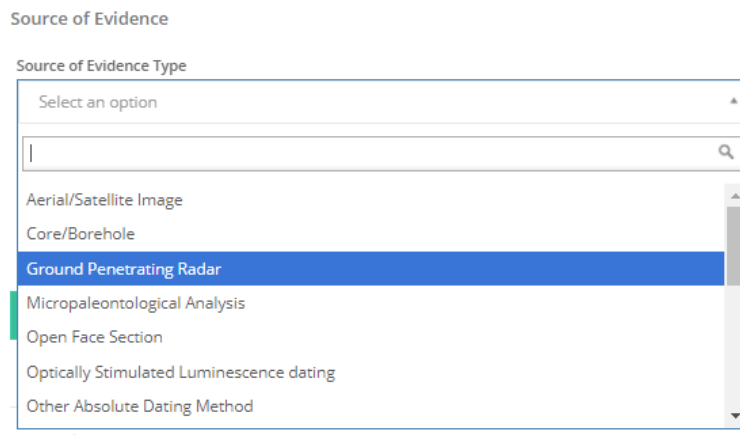 Source of Evidence
Source of Evidence Type
Select an option
Aerial/Satellite Image
Core/Borehole
Ground Penetrating Radar
Micropaleontological Analysis
Open Face Section
Optically Stimulated Luminescence dating
Other Absolute Dating Method